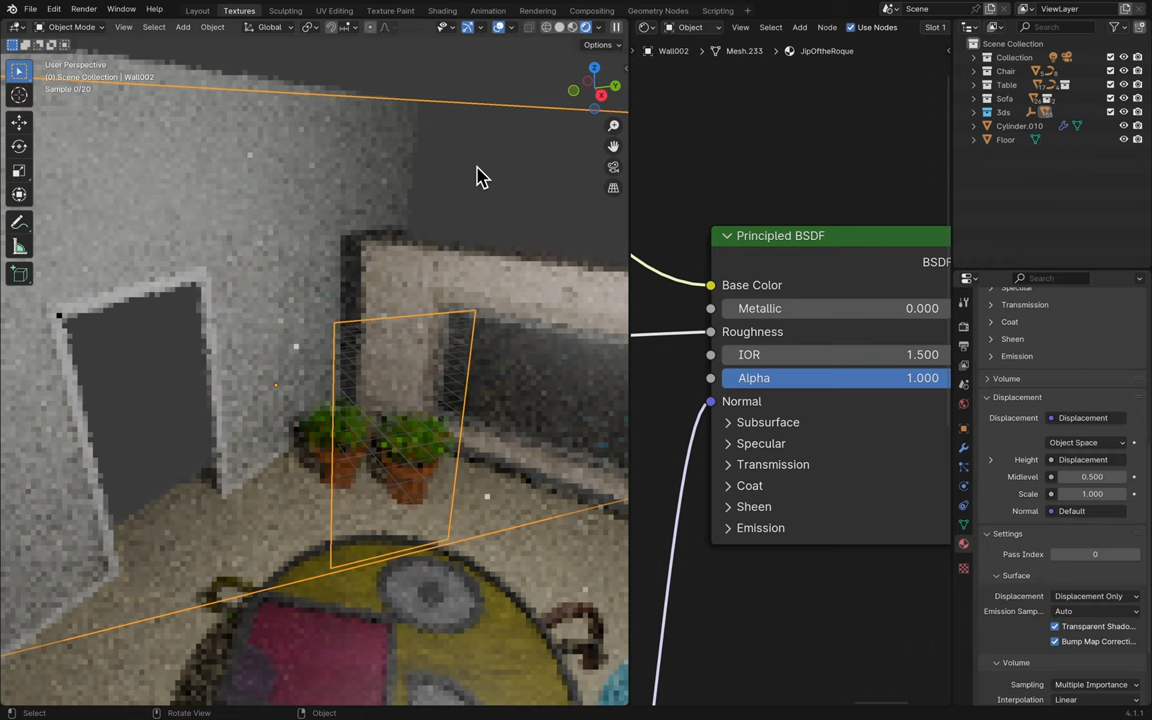 File Edit Render Window Help Layout Textures Sculpting UV Editing Texture Paint Shading Animation Rendering Compositing Geometry Nodes Scripting Scene ViewLayer
Object Mode View Select Add Object Global Object View Select Add Node Use Nodes Slot 1 Search
Options
User Perspective
(0) Scene Collection | Wall002
Sample 0/20
Z
Y
X
Wall002 Mesh.233 JipOftheRoque
Principled BSDF
BSDF
Base Color
Metallic 0.000
Roughness
IOR 1.500
Alpha 1.000
Normal
Subsurface
Specular
Transmission
Coat
Sheen
Emission
Scene Collection
Collection
Chair 5 8
Table 17 4
Sofa 2
3ds
Cylinder.010
Floor
Search
Specular
Transmission
Coat
Sheen
Emission
Volume
Displacement
Displacement Displacement
Object Space
Height Displacement
Midlevel 0.500
Scale 1.000
Normal Default
Settings
Pass Index 0
Surface
Displacement Displacement Only
Emission Samp... Auto
Transparent Shado...
Bump Map Correcti...
Volume
Sampling Multiple Importance
Interpolation Linear
Select Rotate View Object 4.1.1